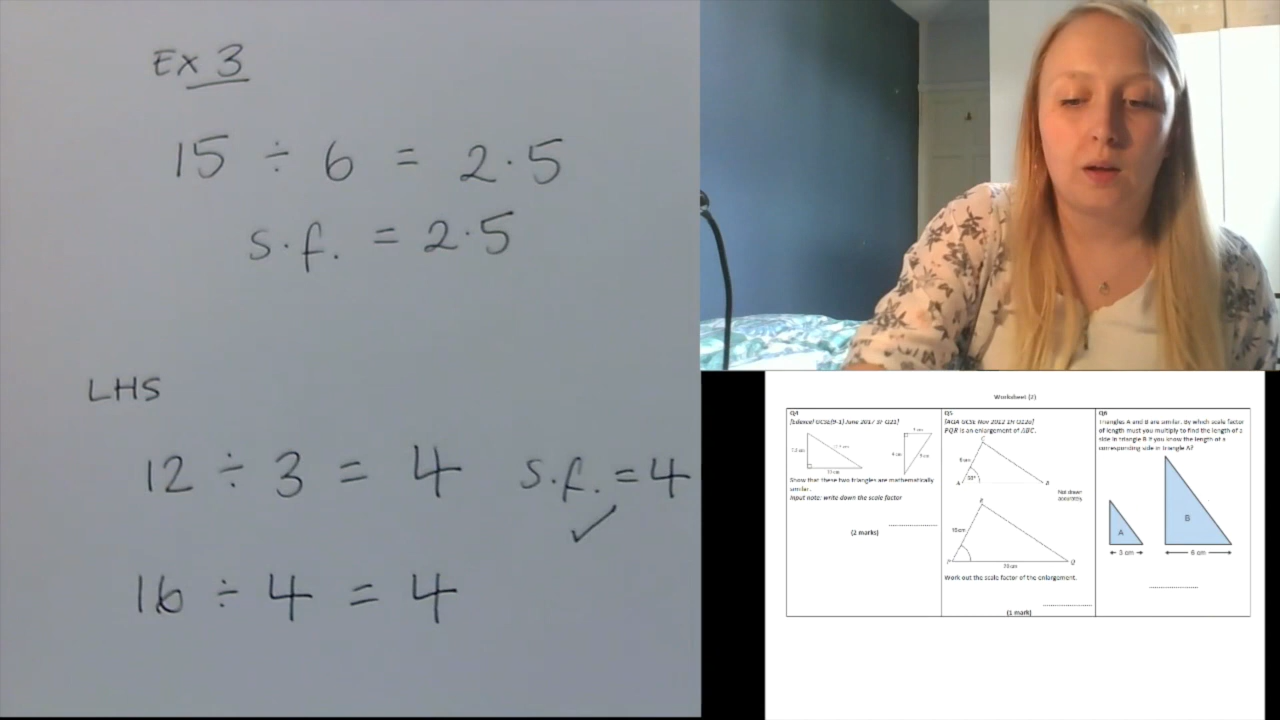 Ex 3
15 ÷ 6 = 2.5
s.f. = 2.5
LHS
12 ÷ 3 = 4 s.f. = 4 ✓
16 ÷ 4 = 4
Worksheet (2)
Q4
[Edexcel GCSE(9-1) June 2017 3F Q21]
Show that these two triangles are mathematically
similar.
Input note: write down the scale factor
(2 marks)
Q5
[AQA GCSE Nov 2012 1H Q12a]
PQR is an enlargement of ABC.
C
A
B
Not drawn
accurately
R
P
Q
Work out the scale factor of the enlargement.
(1 mark)
Q6
Triangles A and B are similar. By which scale factor
of length must you multiply to find the length of a
side in triangle B if you know the length of a
corresponding side in triangle A?
A
B
3 cm
6 cm